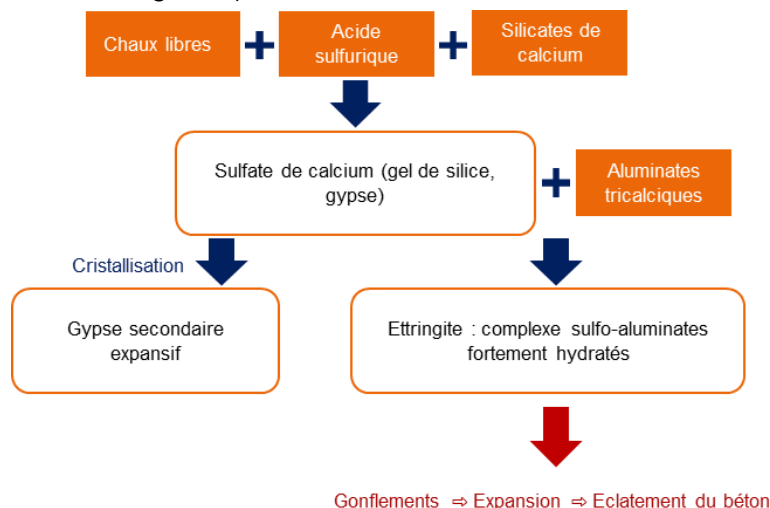 Chaux libres
Acide
sulfurique
Silicates de
calcium
Sulfate de calcium (gel de silice,
gypse)
Aluminates
tricalciques
Cristallisation
Gypse secondaire
expansif
Ettringite : complexe sulfo-aluminates
fortement hydratés
Gonflements ⇒ Expansion ⇒ Eclatement du béton